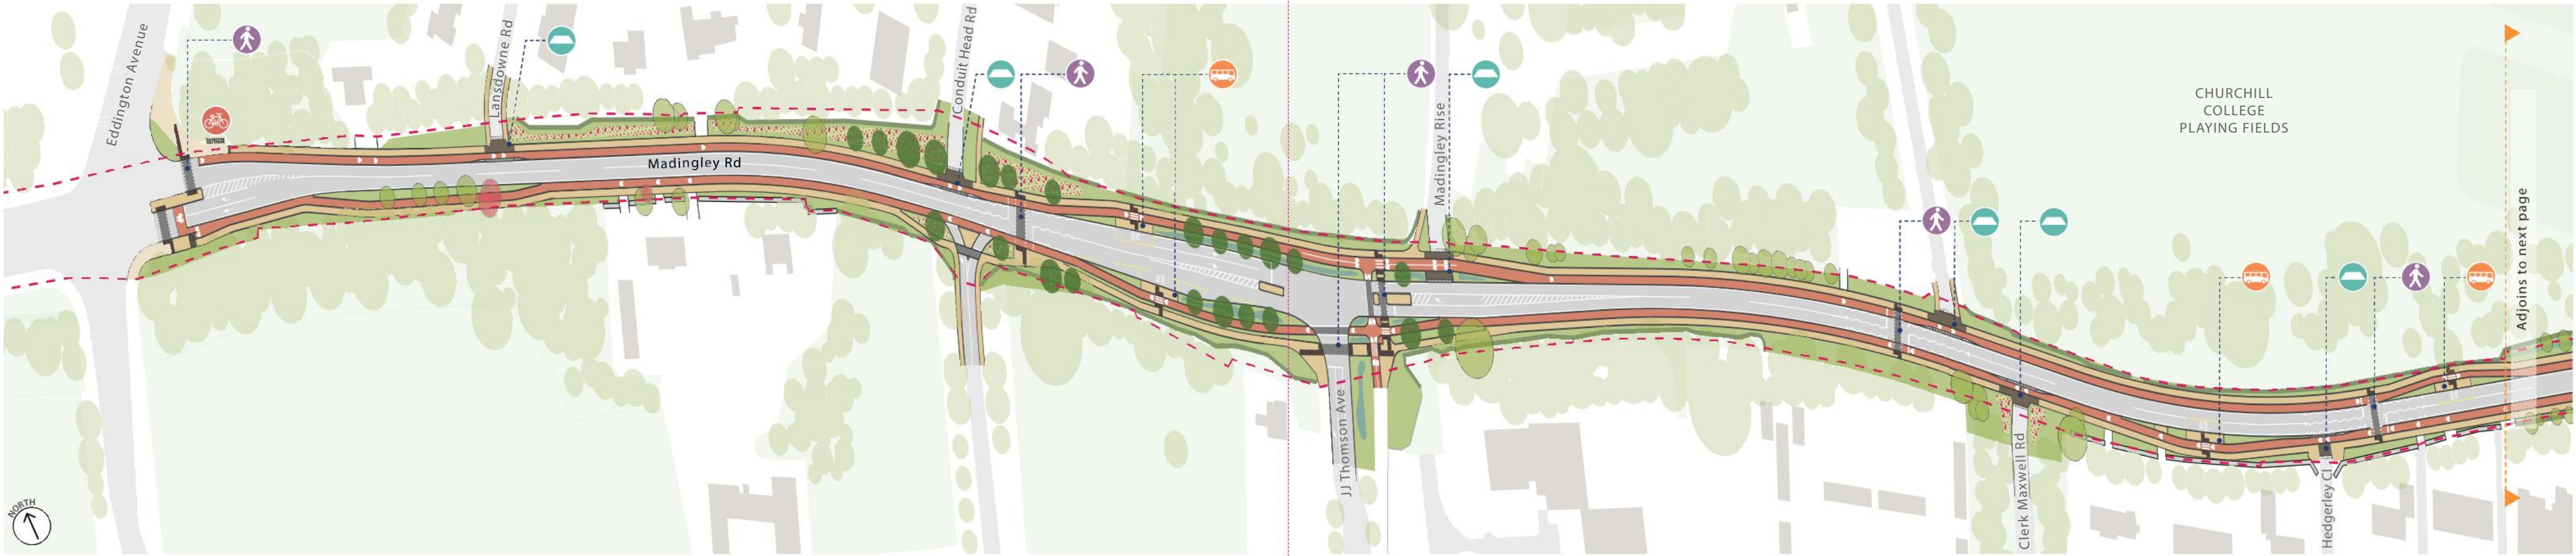 Eddington Avenue
Lansdowne Rd
Conduit Head Rd
Madingley Rd
Madingley Rise
CHURCHILL
COLLEGE
PLAYING FIELDS
Adjoins to next page
JJ Thomson Ave
Clerk Maxwell Rd
Hedgerley Cl
NORTH